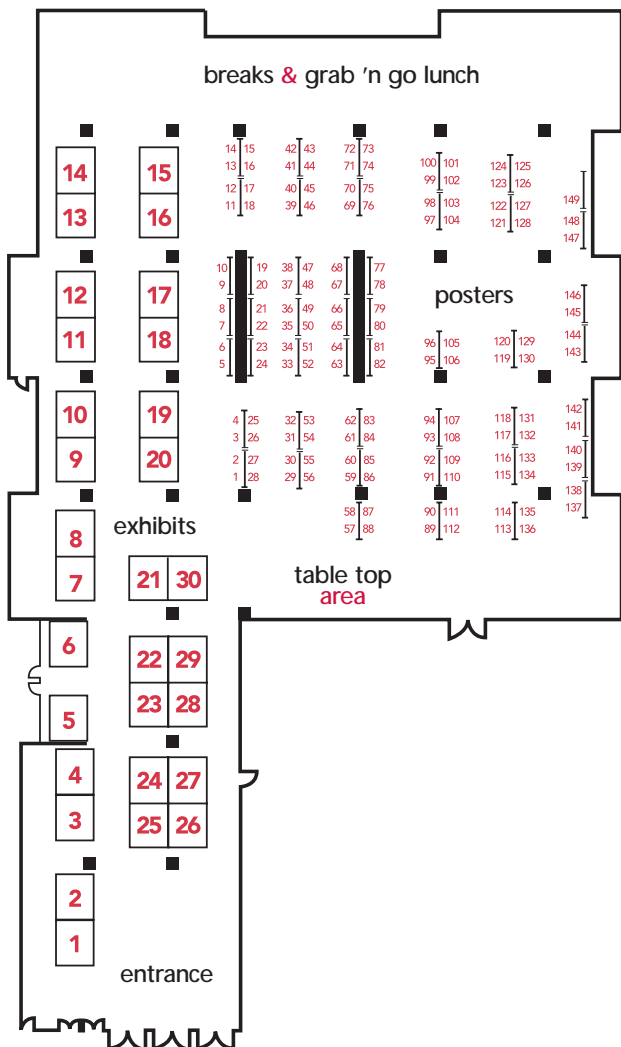 breaks & grab 'n go lunch
14 15 14 15 42 43 72 73 100 101 124 125
13 16 41 44 71 74 99 102 123 126 149
12 17 40 45 70 75 98 103 122 127 148
13 16 11 18 39 46 69 76 97 104 121 128 147
10 19 38 47 68 77
9 20 37 48 67 78
12 17 8 21 36 49 66 79 posters 146
7 22 35 50 65 80 145
11 18 6 23 34 51 64 81 96 105 120 129 144
5 24 33 52 63 82 95 106 119 130 143
10 19 4 25 32 53 62 83 94 107 118 131 142
3 26 31 54 61 84 93 108 117 132 141
9 20 2 27 30 55 60 85 92 109 116 133 140
1 28 29 56 59 86 91 110 115 134 139
138
137
58 87 90 111 114 135
57 88 89 112 113 136
exhibits
8
7 21 30 table top
area
6 22 29
5 23 28
4 24 27
3 25 26
2
1
entrance